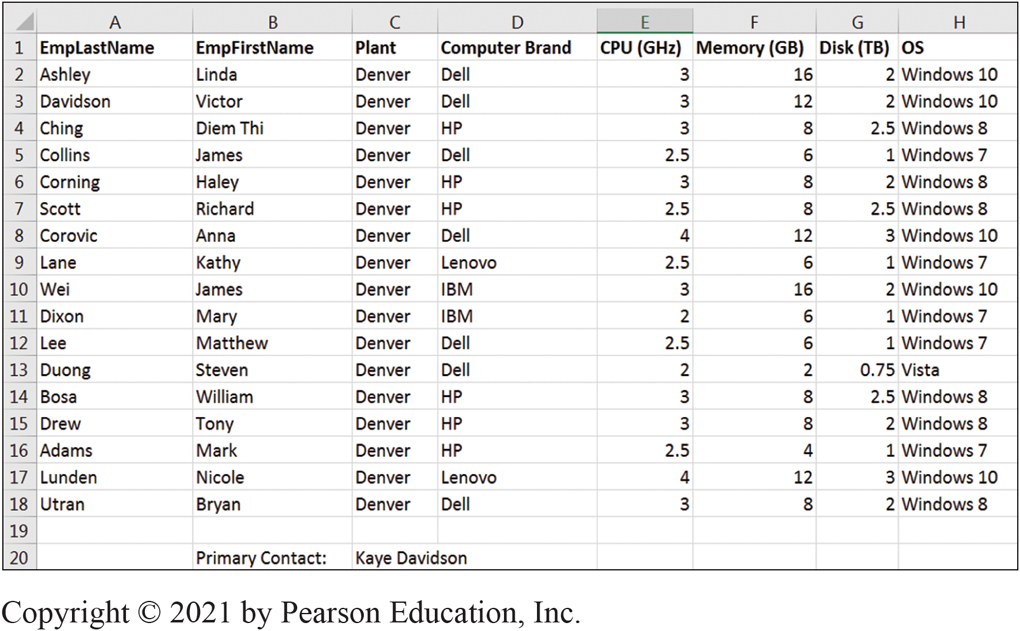 A B C D E F G H
1 EmpLastName EmpFirstName Plant Computer Brand CPU (GHz) Memory (GB) Disk (TB) OS
2 Ashley Linda Denver Dell 3 16 2 Windows 10
3 Davidson Victor Denver Dell 3 12 2 Windows 10
4 Ching Diem Thi Denver HP 3 8 2.5 Windows 8
5 Collins James Denver Dell 2.5 6 1 Windows 7
6 Corning Haley Denver HP 3 8 2 Windows 8
7 Scott Richard Denver HP 2.5 8 2.5 Windows 8
8 Corovic Anna Denver Dell 4 12 3 Windows 10
9 Lane Kathy Denver Lenovo 2.5 6 1 Windows 7
10 Wei James Denver IBM 3 16 2 Windows 10
11 Dixon Mary Denver IBM 2 6 1 Windows 7
12 Lee Matthew Denver Dell 2.5 6 1 Windows 7
13 Duong Steven Denver Dell 2 2 0.75 Vista
14 Bosa William Denver HP 3 8 2.5 Windows 8
15 Drew Tony Denver HP 3 8 2 Windows 8
16 Adams Mark Denver HP 2.5 4 1 Windows 7
17 Lunden Nicole Denver Lenovo 4 12 3 Windows 10
18 Utran Bryan Denver Dell 3 8 2 Windows 8
19
20 Primary Contact: Kaye Davidson
Copyright © 2021 by Pearson Education, Inc.